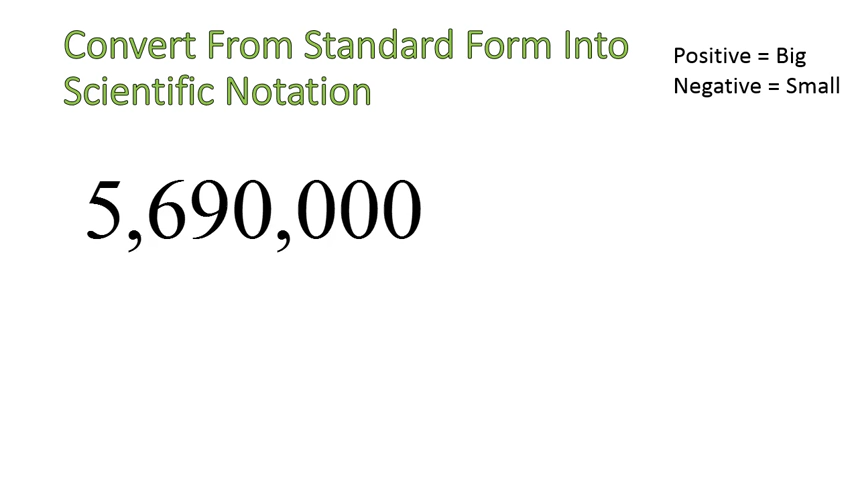 Convert From Standard Form Into
Scientific Notation
Positive = Big
Negative = Small
5,690,000